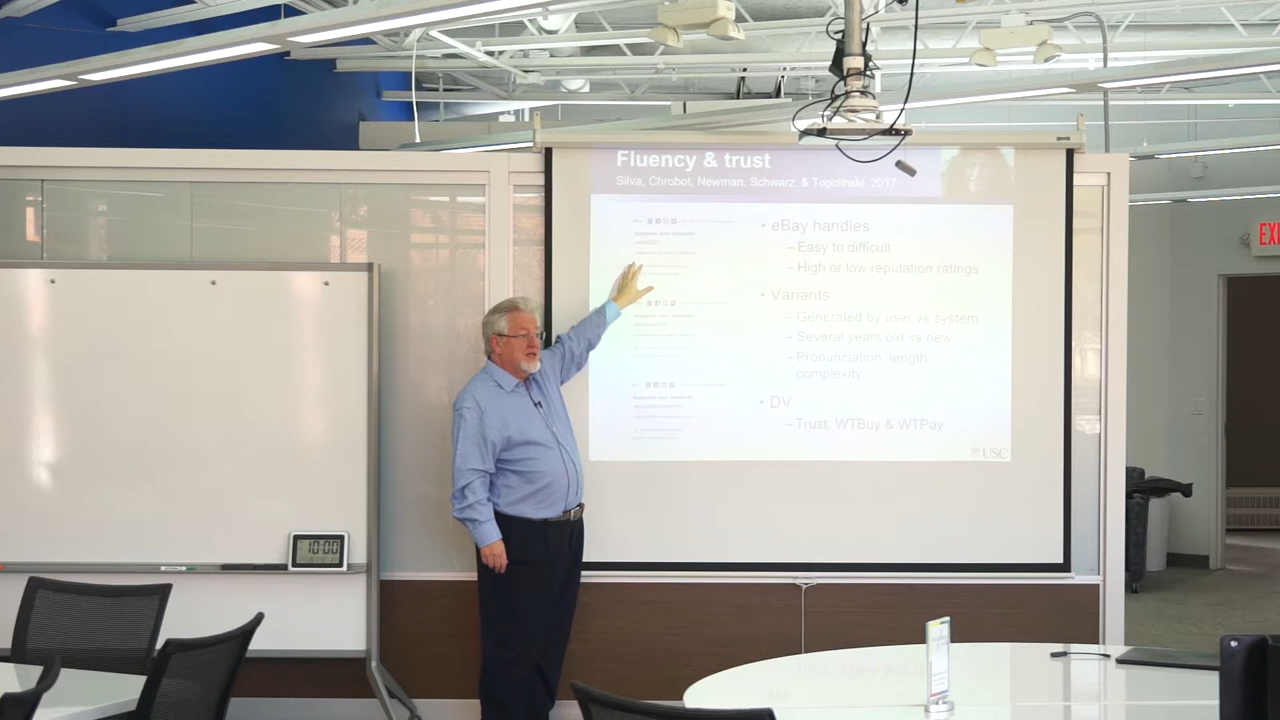 Fluency & trust
Silva, Chrobot, Newman, Schwarz, & Topolinski, 2017
• eBay handles
– Easy to difficult
– High or low reputation ratings
• Variants
– Generated by user vs system
– Several years old vs new
– Pronunciation, length
complexity
• DV
– Trust, WTBuy & WTPay
USC
10:00
EXI